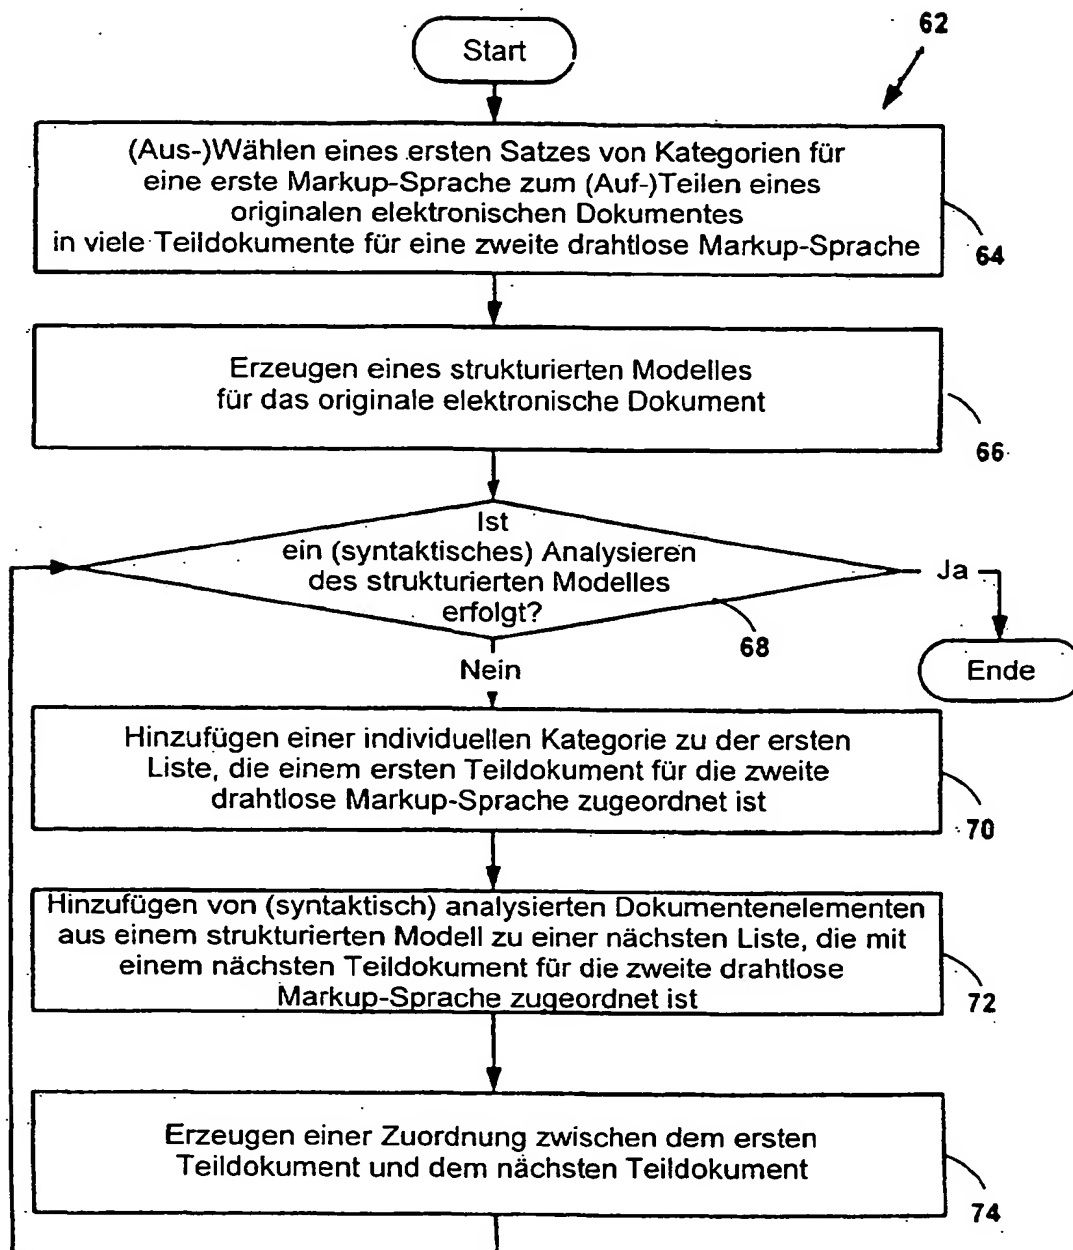 62
Start
(Aus-)Wählen eines ersten Satzes von Kategorien für
eine erste Markup-Sprache zum (Auf-)Teilen eines
originalen elektronischen Dokumentes
in viele Teildokumente für eine zweite drahtlose Markup-Sprache
64
Erzeugen eines strukturierten Modelles
für das originale elektronische Dokument
66
Ist
ein (syntaktisches) Analysieren
des strukturierten Modelles
erfolgt?
68
Ja
Ende
Nein
Hinzufügen einer individuellen Kategorie zu der ersten
Liste, die einem ersten Teildokument für die zweite
drahtlose Markup-Sprache zugeordnet ist
70
Hinzufügen von (syntaktisch) analysierten Dokumentenelementen
aus einem strukturierten Modell zu einer nächsten Liste, die mit
einem nächsten Teildokument für die zweite drahtlose
Markup-Sprache zugeordnet ist
72
Erzeugen einer Zuordnung zwischen dem ersten
Teildokument und dem nächsten Teildokument
74